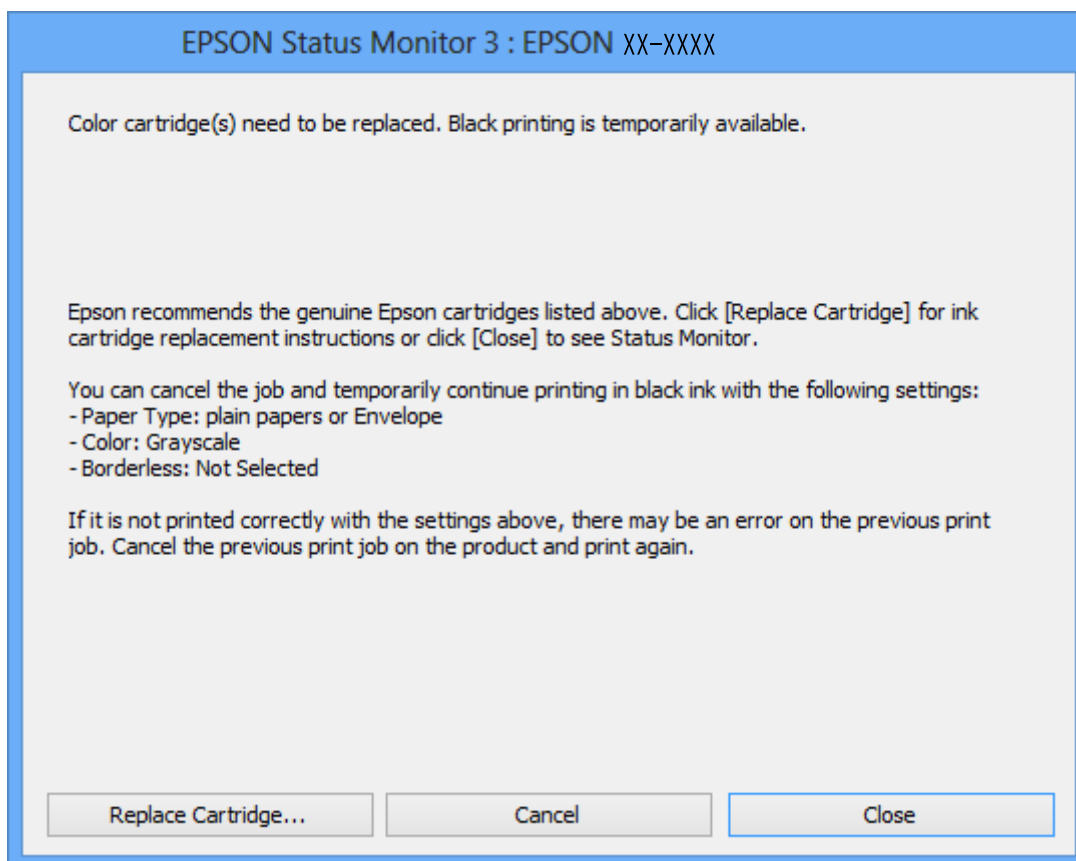 EPSON Status Monitor 3 : EPSON XX-XXXX
Color cartridge(s) need to be replaced. Black printing is temporarily available.
Epson recommends the genuine Epson cartridges listed above. Click [Replace Cartridge] for ink
cartridge replacement instructions or click [Close] to see Status Monitor.
You can cancel the job and temporarily continue printing in black ink with the following settings:
- Paper Type: plain papers or Envelope
- Color: Grayscale
- Borderless: Not Selected
If it is not printed correctly with the settings above, there may be an error on the previous print
job. Cancel the previous print job on the product and print again.
Replace Cartridge... Cancel Close